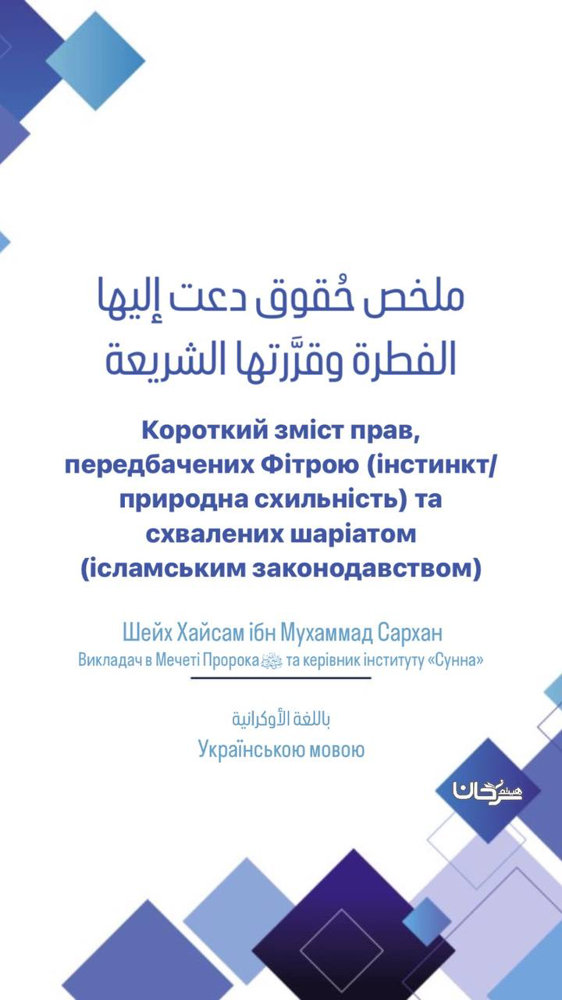 ملخص حُقوق دعت إليها
الفطرة وقرَّرتها الشريعة
Короткий зміст прав,
передбачених Фітрою (інстинкт/
природна схильність) та
схвалених шаріатом
(ісламським законодавством)
Шейх Хайсам ібн Мухаммад Сархан
Викладач в Мечеті Пророка ﷺ та керівник інституту «Сунна»
باللغة الأوكرانية
Українською мовою
هيثم سرحان